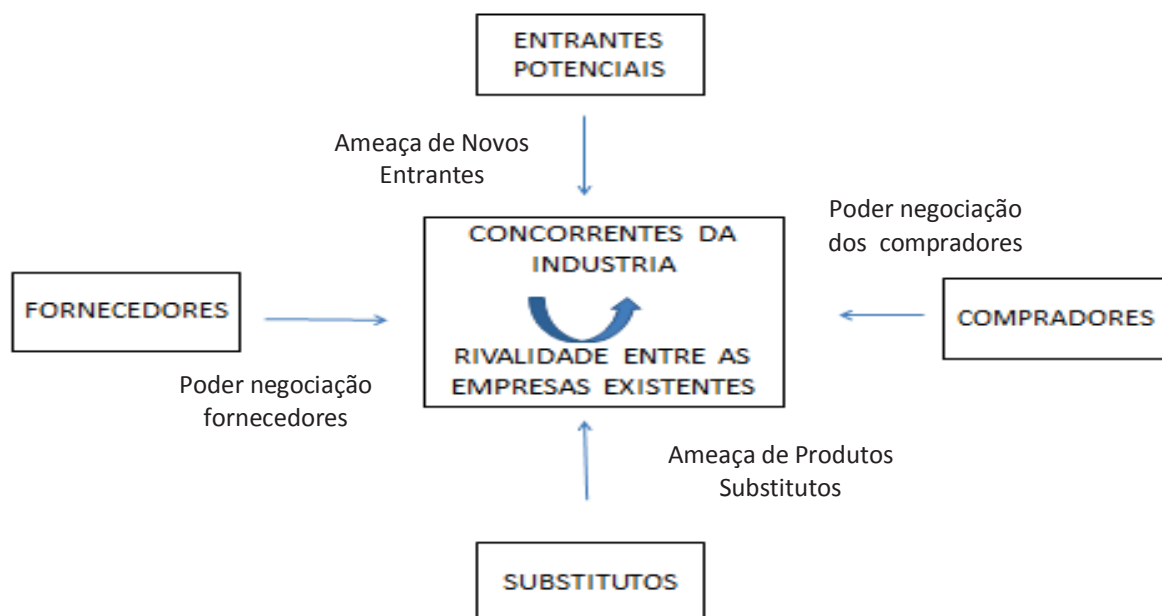 ENTRANTES
POTENCIAIS
Ameaça de Novos
Entrantes
Poder negociação
dos compradores
CONCORRENTES DA
INDUSTRIA
FORNECEDORES
COMPRADORES
RIVALIDADE ENTRE AS
EMPRESAS EXISTENTES
Poder negociação
fornecedores
Ameaça de Produtos
Substitutos
SUBSTITUTOS